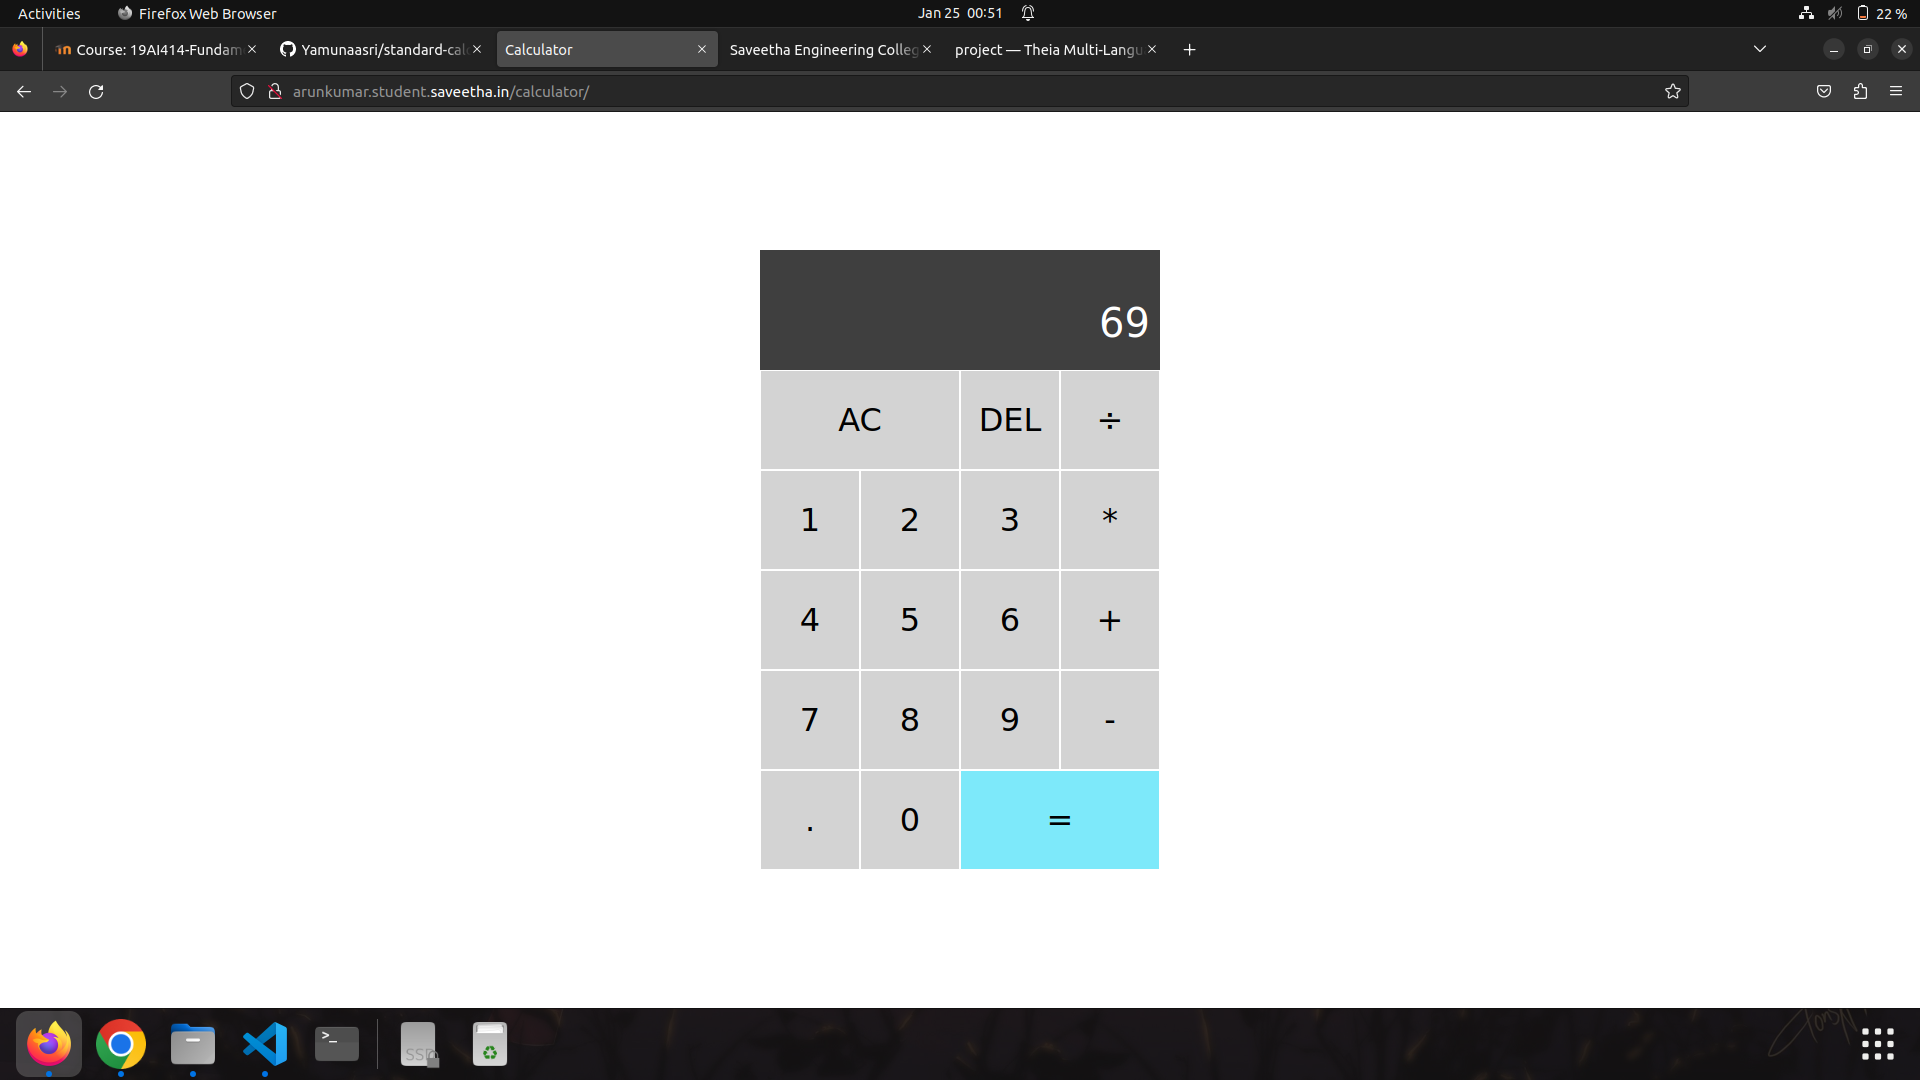 Activities Firefox Web Browser Jan 25 00:51 22 %
Course: 19AI414-Fundam Yamunaasri/standard-calc Calculator Saveetha Engineering Colleg project — Theia Multi-Langu
arunkumar.student.saveetha.in/calculator/
69
AC DEL ÷
1 2 3 *
4 5 6 +
7 8 9 -
. 0 =
>_ SSD